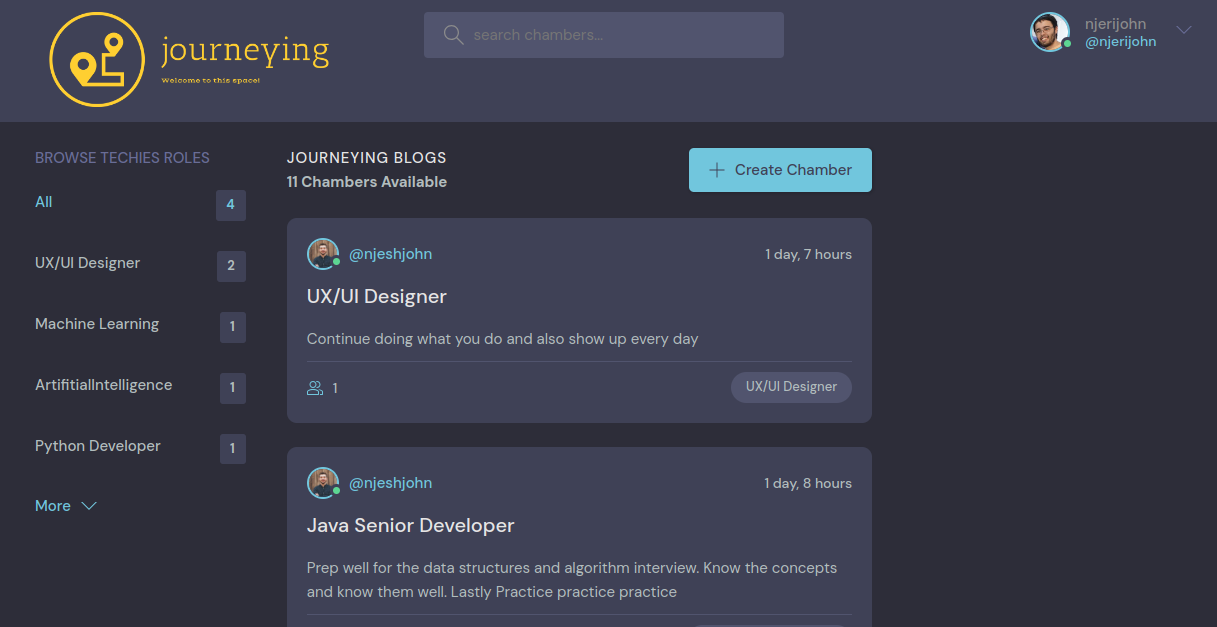 journeying
Welcome to this space!
search chambers...
njerijohn
@njerijohn
BROWSE TECHIES ROLES
All
4
UX/UI Designer
2
Machine Learning
1
ArtifitialIntelligence
1
Python Developer
1
More
JOURNEYING BLOGS
11 Chambers Available
Create Chamber
@njeshjohn
1 day, 7 hours
UX/UI Designer
Continue doing what you do and also show up every day
1
UX/UI Designer
@njeshjohn
1 day, 8 hours
Java Senior Developer
Prep well for the data structures and algorithm interview. Know the concepts
and know them well. Lastly Practice practice practice